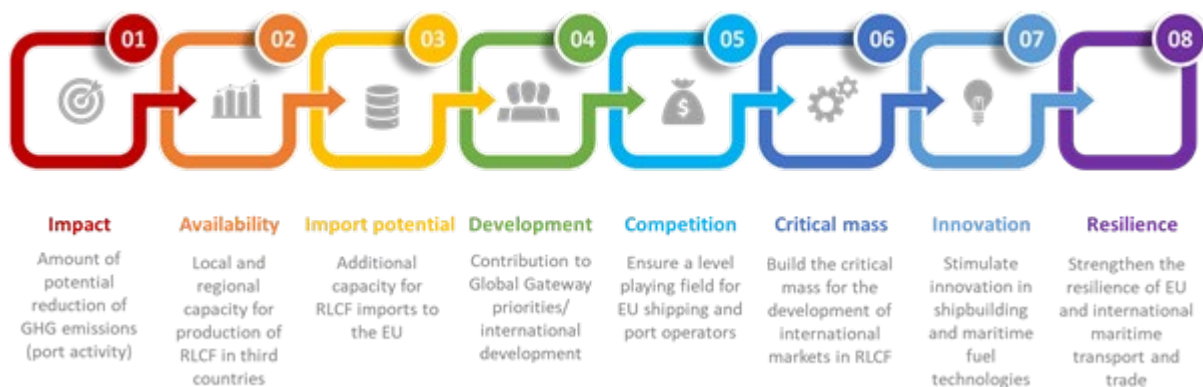 01
02
03
04
05
06
07
08
$
Impact
Amount of
potential
reduction of
GHG emissions
(port activity)
Availability
Local and
regional
capacity for
production of
RLCF in third
countries
Import potential
Additional
capacity for
RLCF imports to
the EU
Development
Contribution to
Global Gateway
priorities/
international
development
Competition
Ensure a level
playing field for
EU shipping and
port operators
Critical mass
Build the critical
mass for the
development of
international
markets in RLCF
Innovation
Stimulate
innovation in
shipbuilding
and maritime
fuel
technologies
Resilience
Strengthen the
resilience of EU
and international
maritime
transport and
trade